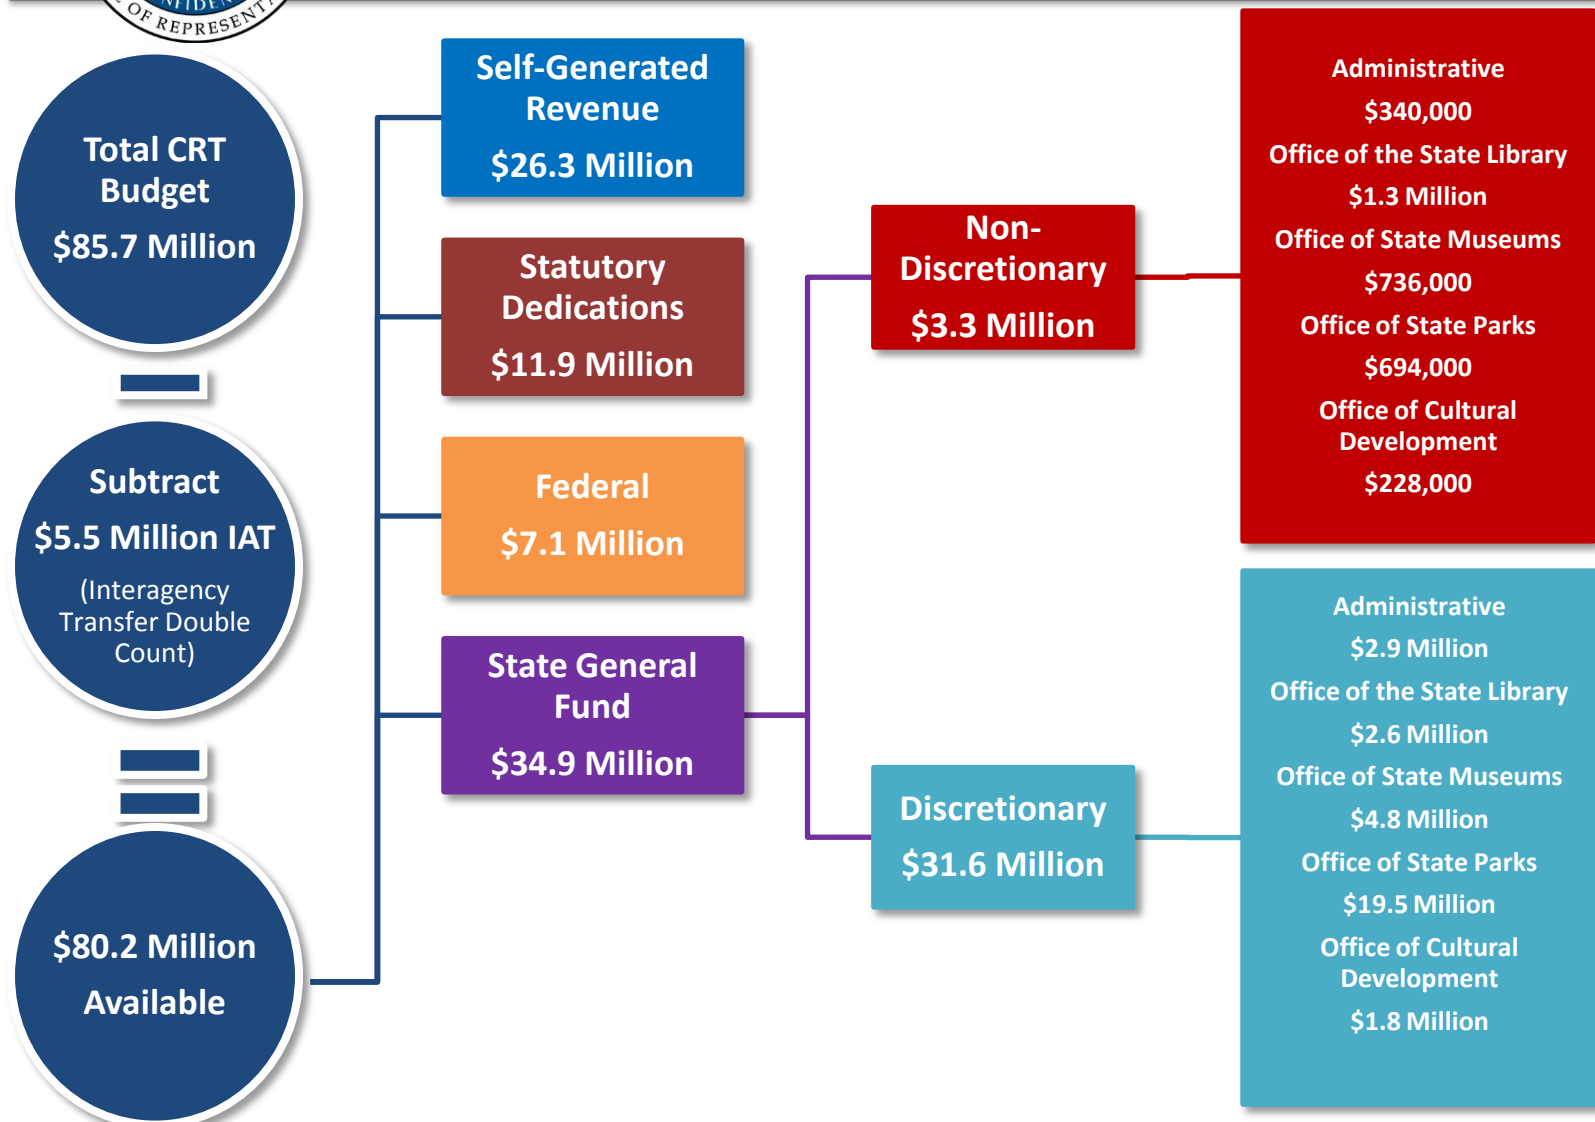 OF REPRESENT
Total CRT
Budget
$85.7 Million
Subtract
$5.5 Million IAT
(Interagency
Transfer Double
Count)
$80.2 Million
Available
Self-Generated
Revenue
$26.3 Million
Statutory
Dedications
$11.9 Million
Federal
$7.1 Million
State General
Fund
$34.9 Million
Non-
Discretionary
$3.3 Million
Discretionary
$31.6 Million
Administrative
$340,000
Office of the State Library
$1.3 Million
Office of State Museums
$736,000
Office of State Parks
$694,000
Office of Cultural
Development
$228,000
Administrative
$2.9 Million
Office of the State Library
$2.6 Million
Office of State Museums
$4.8 Million
Office of State Parks
$19.5 Million
Office of Cultural
Development
$1.8 Million